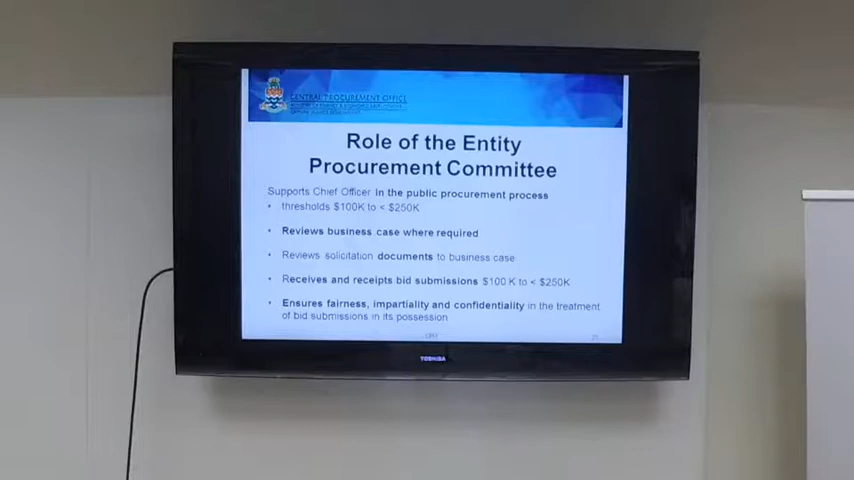 CENTRAL PROCUREMENT OFFICE
Role of the Entity
Procurement Committee
Supports Chief Officer in the public procurement process
• thresholds $100K to < $250K
• Reviews business case where required
• Reviews solicitation documents to business case
• Receives and receipts bid submissions $100 K to < $250K
• Ensures fairness, impartiality and confidentiality in the treatment
of bid submissions in its possession
TOSHIBA